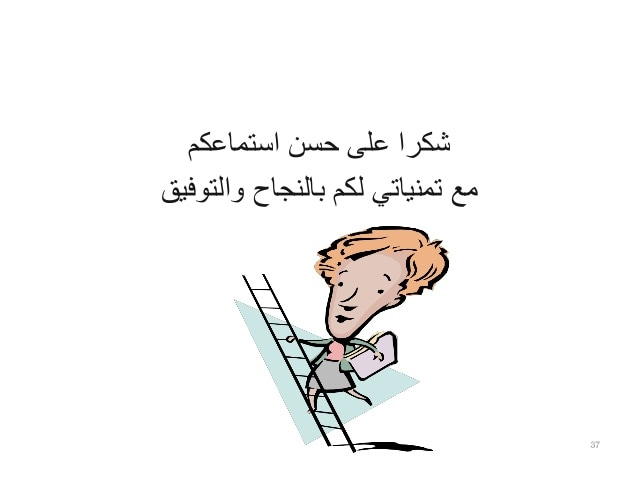 شكرا على حسن استماعكم
مع تمنياتي لكم بالنجاح والتوفيق
37